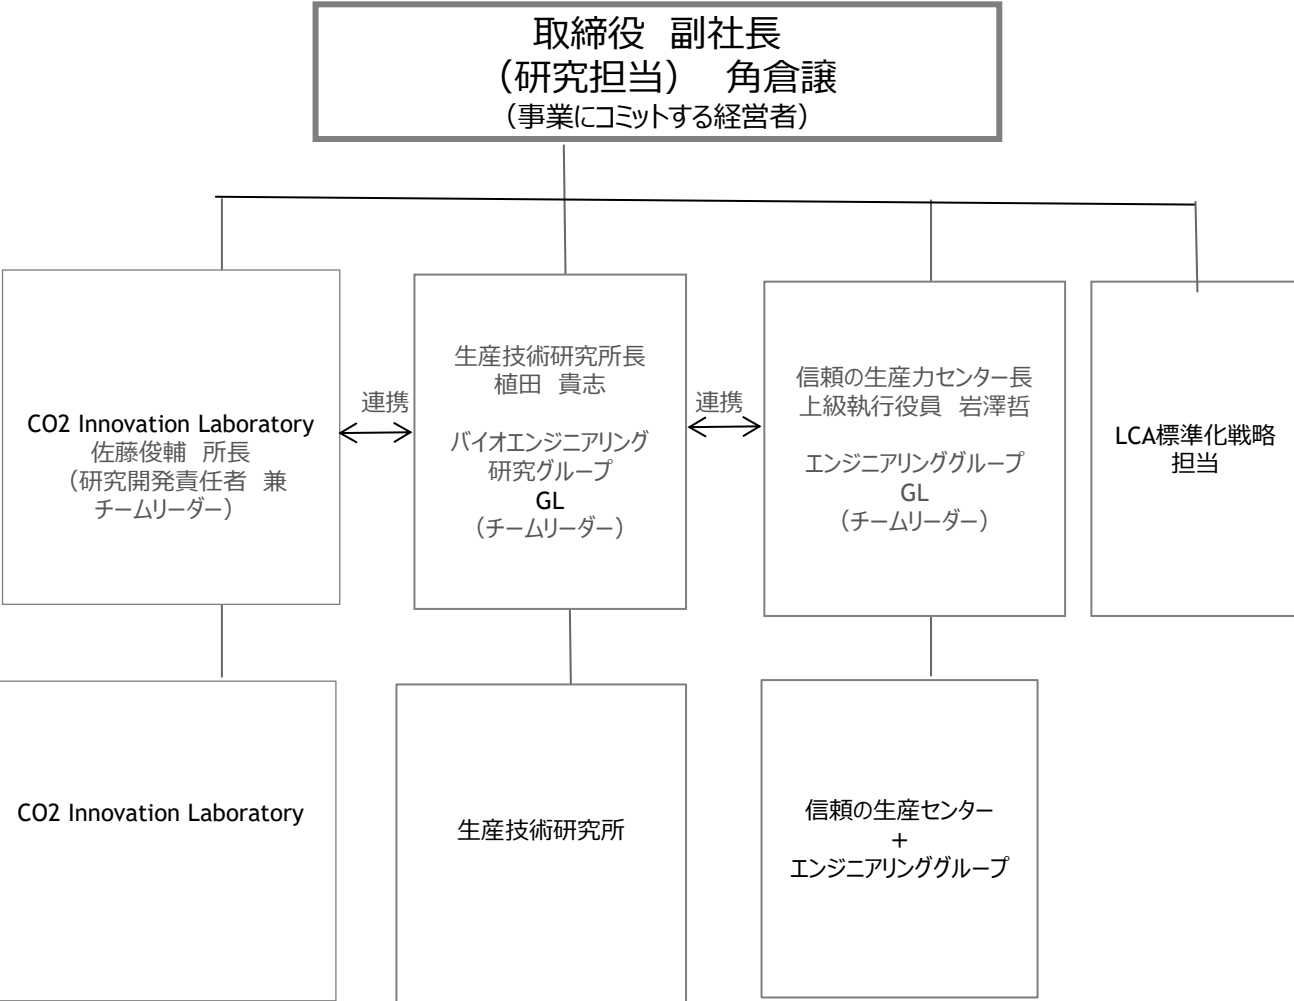 取締役　副社長
（研究担当）　角倉譲
（事業にコミットする経営者）
CO2 Innovation Laboratory
佐藤俊輔　所長
（研究開発責任者　兼
チームリーダー）
連携
生産技術研究所長
植田　貴志
バイオエンジニアリング
研究グループ
GL
（チームリーダー）
連携
信頼の生産力センター長
上級執行役員　岩澤哲
エンジニアリンググループ
GL
（チームリーダー）
LCA標準化戦略
担当
CO2 Innovation Laboratory
生産技術研究所
信頼の生産センター
+
エンジニアリンググループ